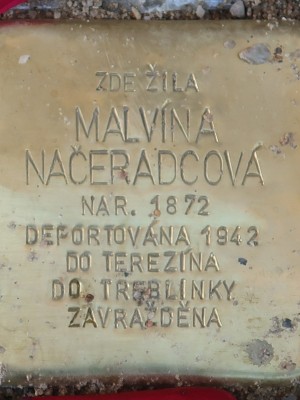 ZDE ŽILA
MALVÍNA
NAČERADCOVÁ
NAR. 1872
DEPORTOVÁNA 1942
DO TEREZÍNA
DO TREBLINKY
ZAVRAŽDĚNA